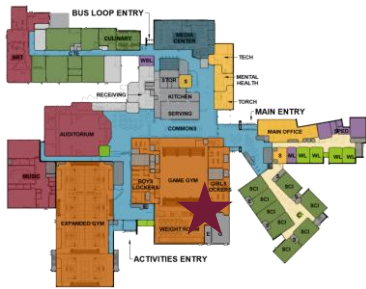 BUS LOOP ENTRY
CULINARY
MEDIA
CENTER
ART
WBL
TECH
STOR
S
MENTAL
HEALTH
RECEIVING
KITCHEN
TORCH
SERVING
MAIN ENTRY
AUDITORIUM
COMMONS
MAIN OFFICE
SPED
S
WL
WL
WL
WL
MUSIC
BOYS
LOCKERS
GAME GYM
GIRLS
LOCKERS
SCI
SCI
SCI
SCI
SCI
SCI
SCI
SCI
EXPANDED GYM
WEIGHT ROOM
ACTIVITIES ENTRY